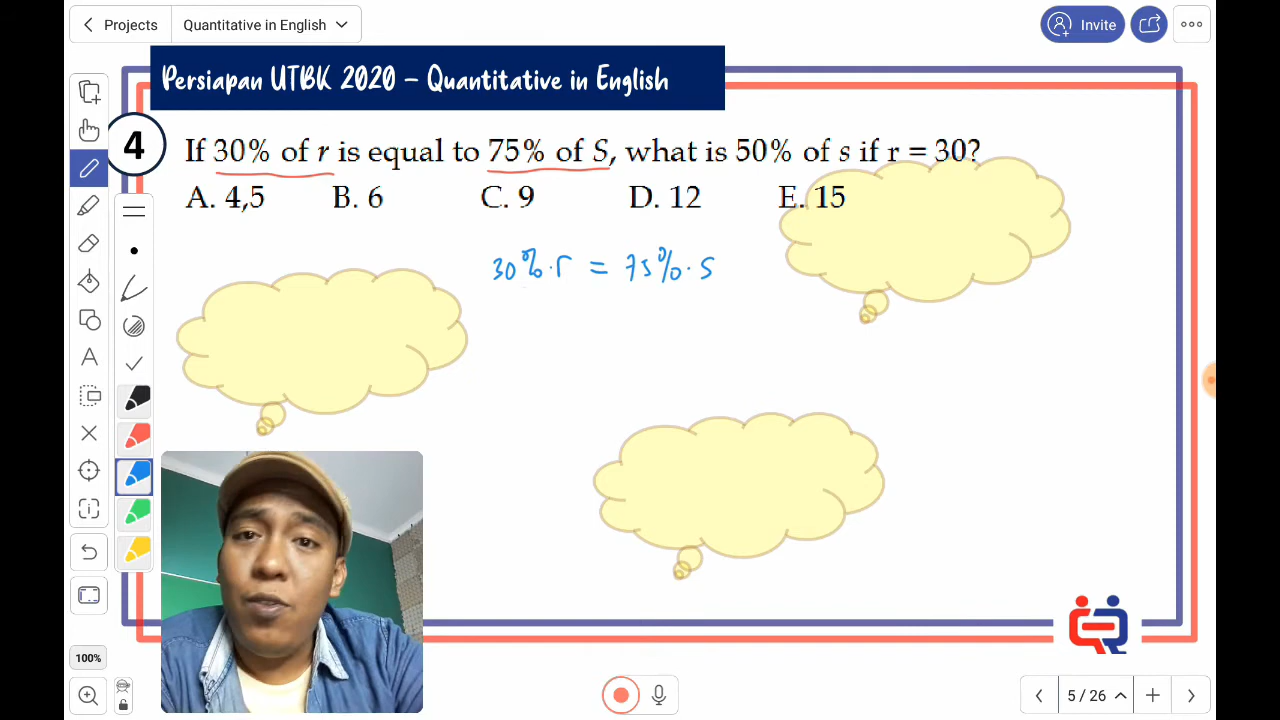 Projects
Quantitative in English
Invite
Persiapan UTBK 2020 – Quantitative in English
4
If 30% of r is equal to 75% of S, what is 50% of s if r = 30?
A. 4,5 B. 6 C. 9 D. 12 E. 15
30% · r = 75% · s
A
100%
5 / 26